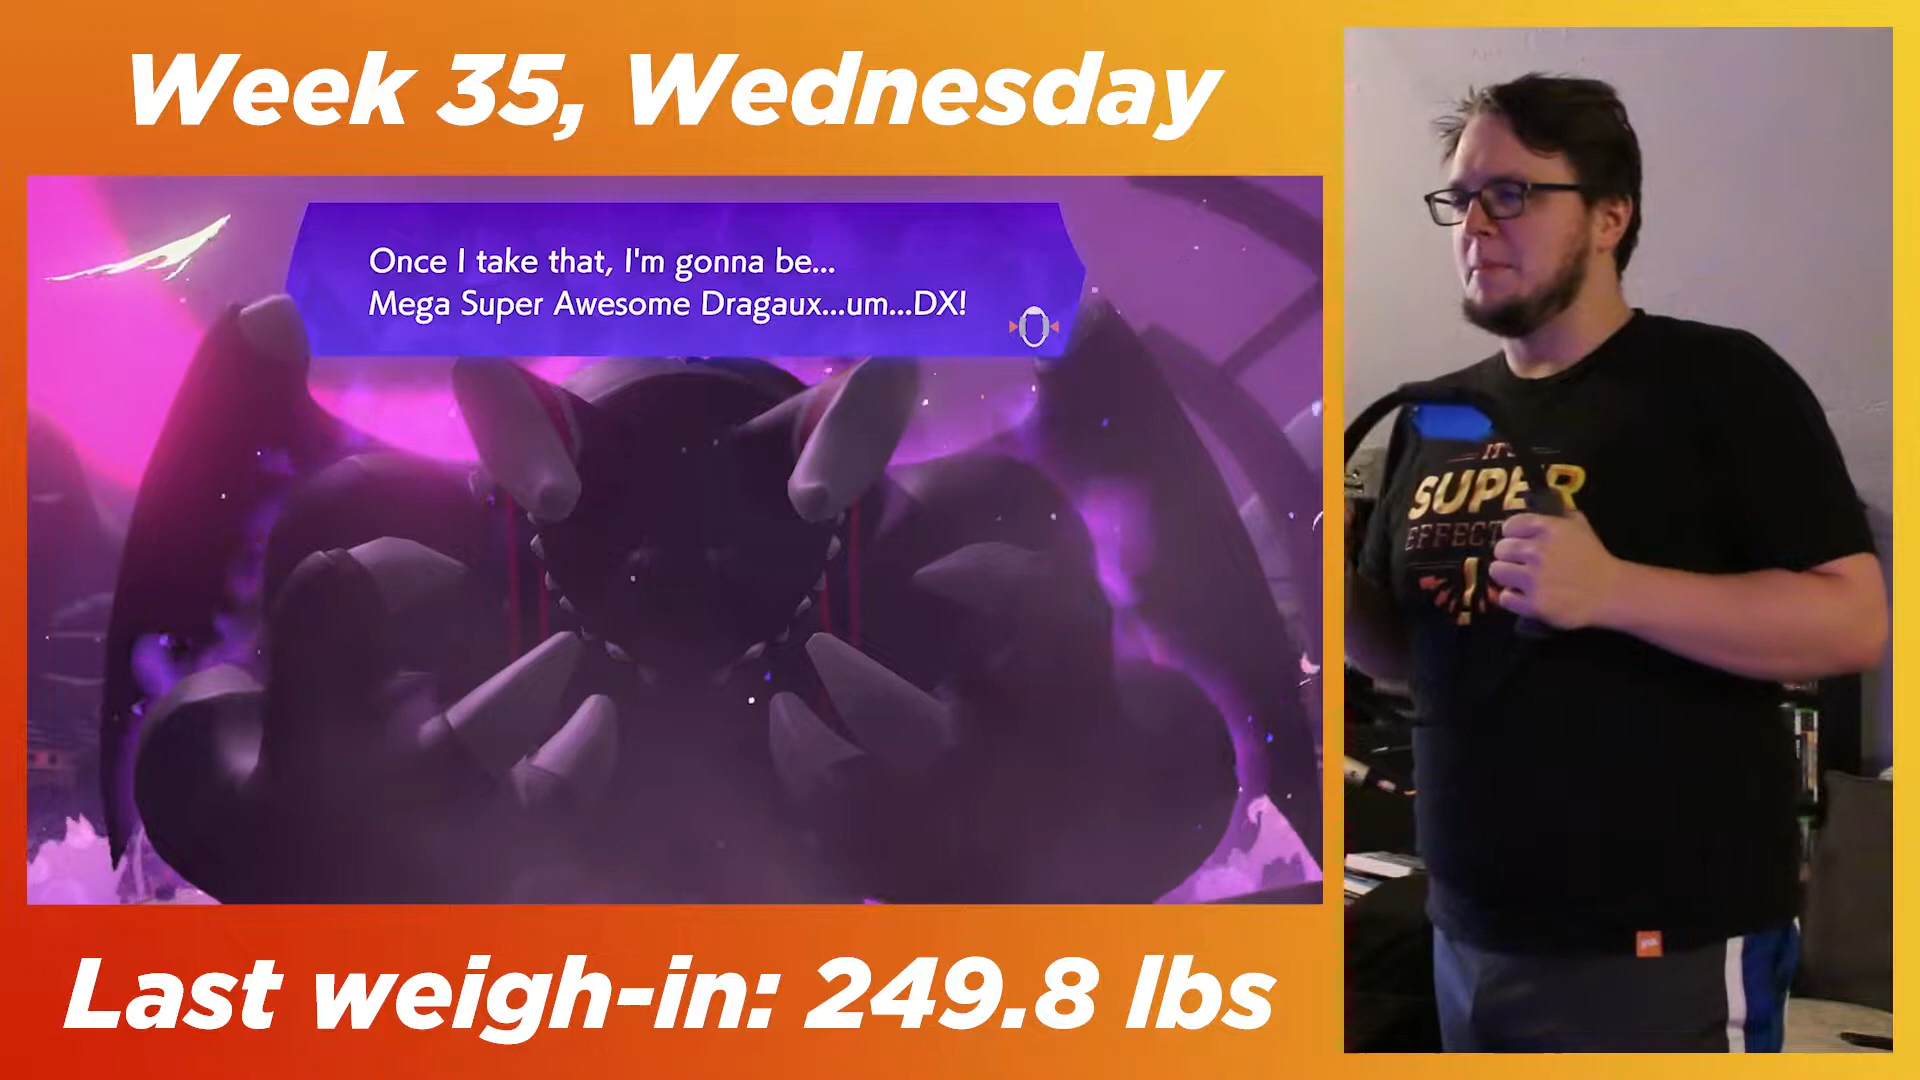 Week 35, Wednesday
Once I take that, I'm gonna be...
Mega Super Awesome Dragaux...um...DX!
IT'S
SUPER
EFFECT
!
Last weigh-in: 249.8 lbs